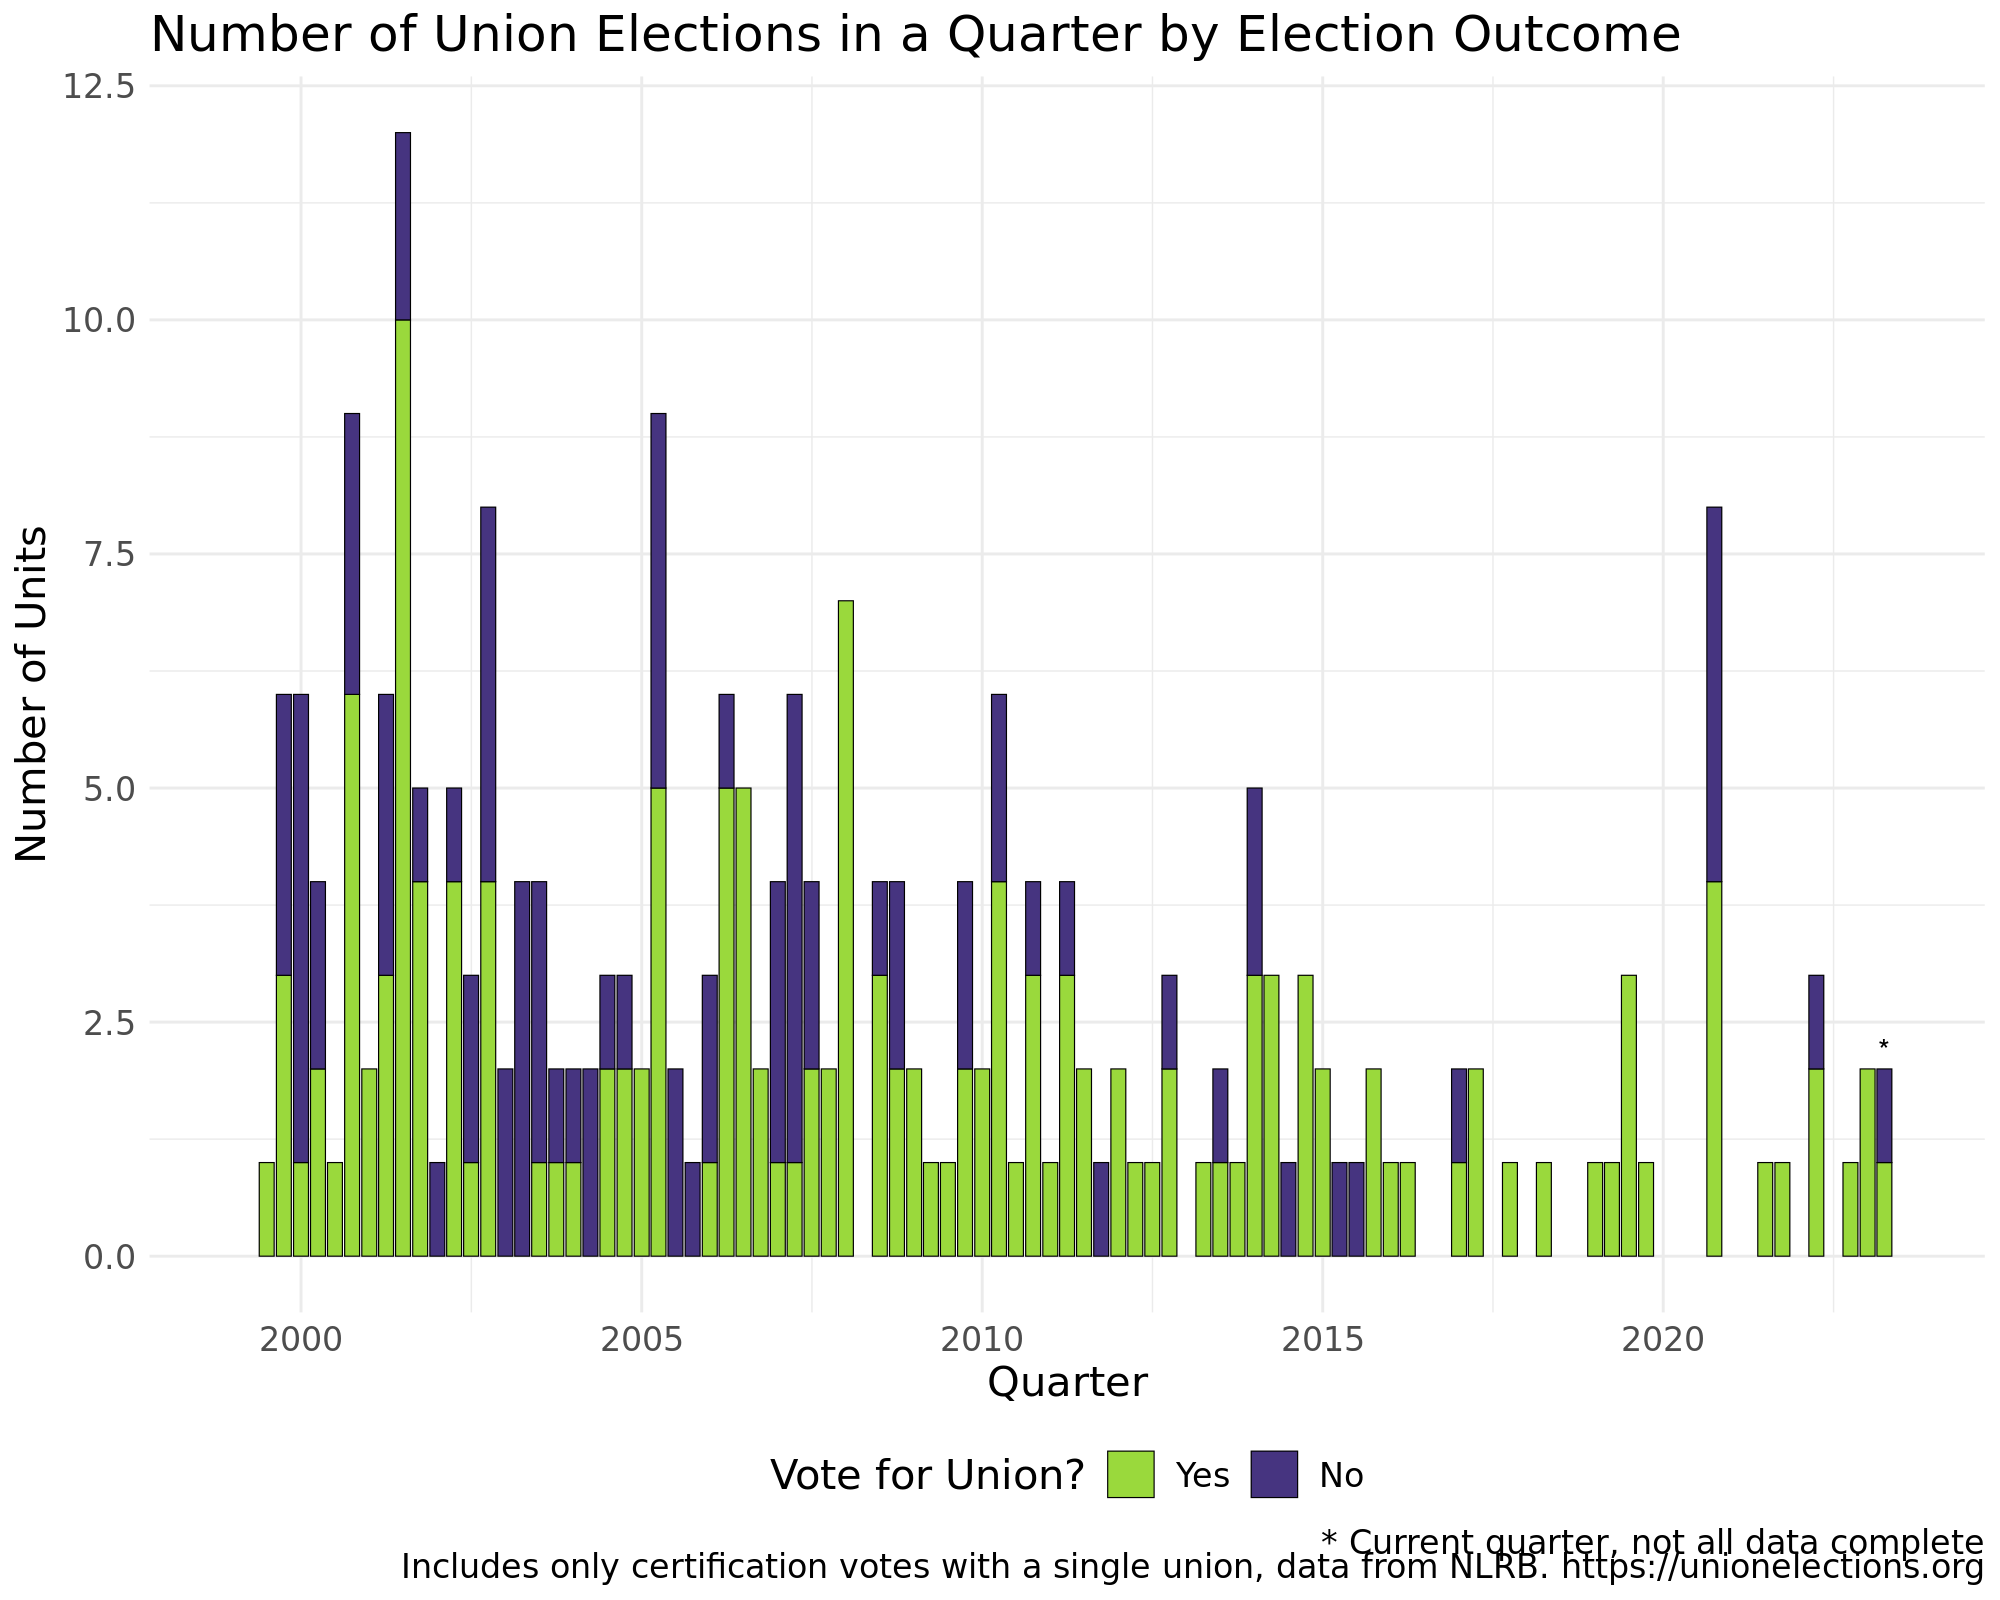 Number of Union Elections in a Quarter by Election Outcome
12.5
10.0
7.5
5.0
2.5
0.0
Number of Units
*
2000 2005 2010 2015 2020
Quarter
Vote for Union? Yes No
* Current quarter, not all data complete
Includes only certification votes with a single union, data from NLRB. https://unionelections.org